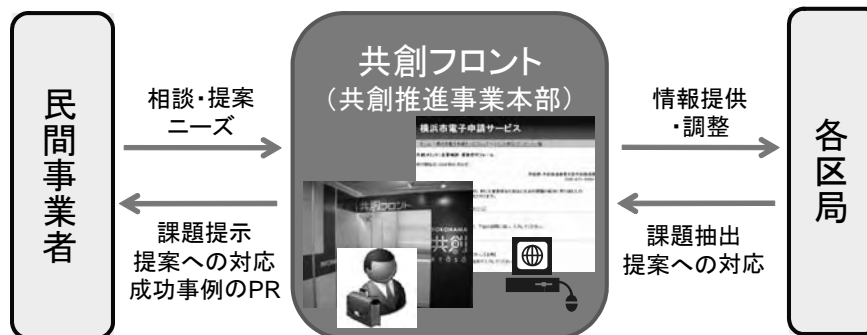 民間事業者
相談・提案
ニーズ
課題提示
提案への対応
成功事例のPR
共創フロント
（共創推進事業本部）
横浜市電子申請サービス
共創フロント
YOKOHAMA
共創
情報提供
・調整
課題抽出
提案への対応
各区局